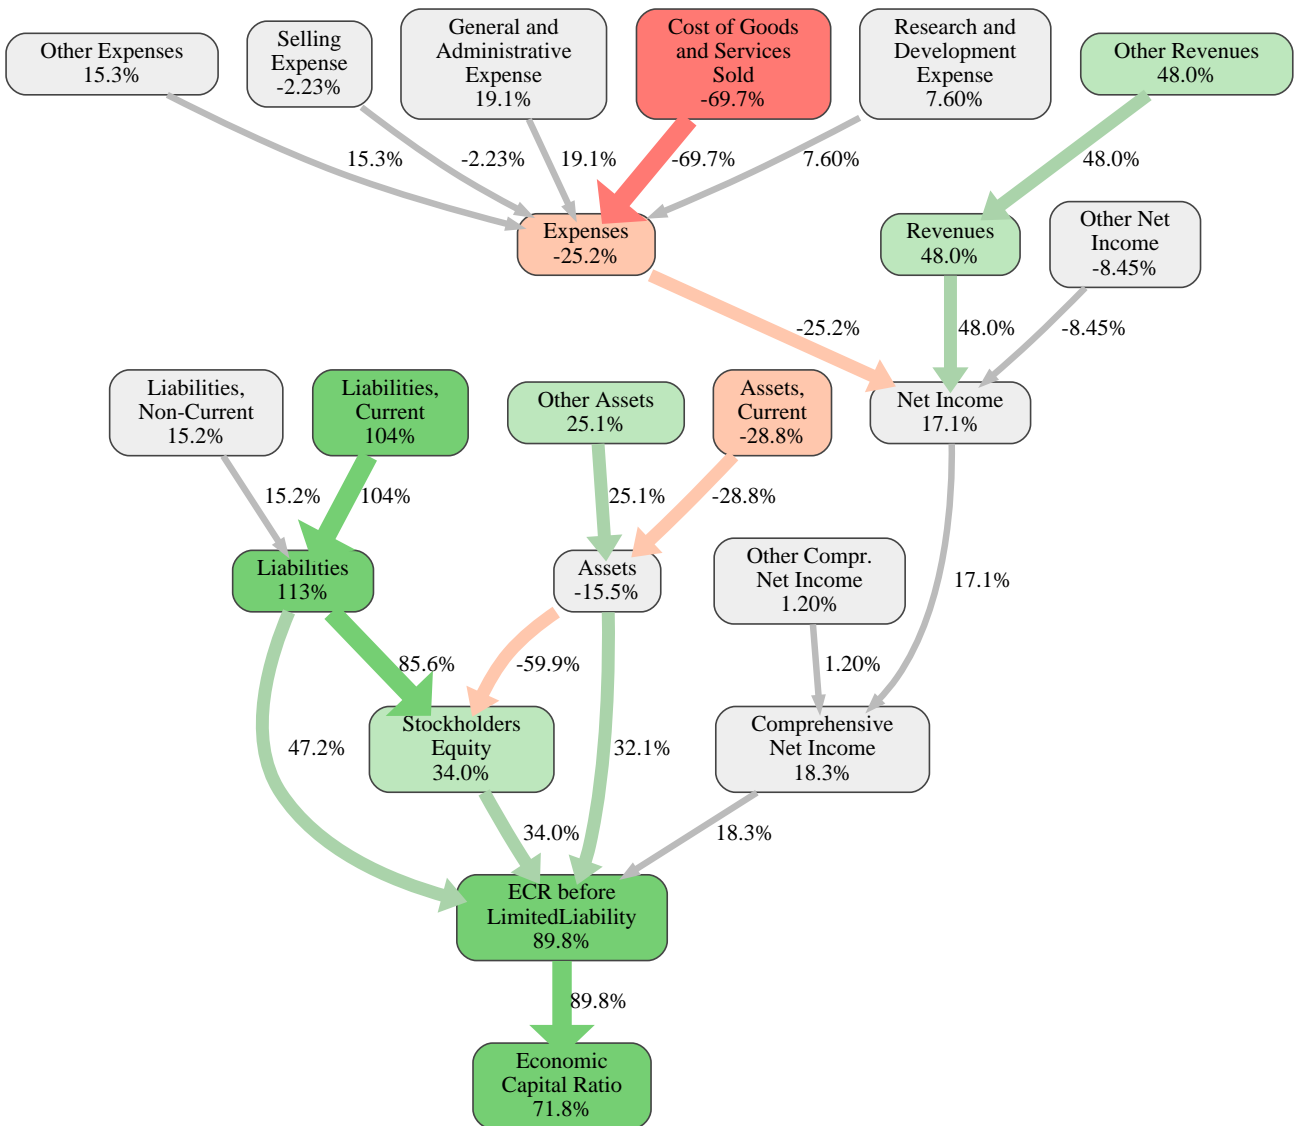 Other Expenses
15.3%
Selling
Expense
-2.23%
General and
Administrative
Expense
19.1%
Cost of Goods
and Services
Sold
-69.7%
Research and
Development
Expense
7.60%
Other Revenues
48.0%
15.3%
-2.23%
19.1%
-69.7%
7.60%
48.0%
Expenses
-25.2%
Revenues
48.0%
Other Net
Income
-8.45%
-25.2%
48.0%
-8.45%
Liabilities,
Non-Current
15.2%
Liabilities,
Current
104%
Other Assets
25.1%
Assets,
Current
-28.8%
Net Income
17.1%
15.2%
104%
25.1%
-28.8%
Liabilities
113%
Assets
-15.5%
Other Compr.
Net Income
1.20%
17.1%
85.6%
-59.9%
1.20%
47.2%
Stockholders
Equity
34.0%
32.1%
Comprehensive
Net Income
18.3%
34.0%
18.3%
ECR before
LimitedLiability
89.8%
89.8%
Economic
Capital Ratio
71.8%